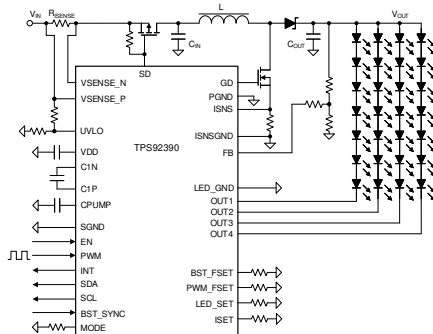 VIN RISENSE L VOUT
CIN COUT
SD
VSENSE_N
VSENSE_P
UVLO
VDD
C1N
C1P
CPUMP
SGND
EN
PWM
INT
SDA
SCL
BST_SYNC
MODE
TPS92390
GD
PGND
ISNS
ISNSGND
FB
LED_GND
OUT1
OUT2
OUT3
OUT4
BST_FSET
PWM_FSET
LED_SET
ISET